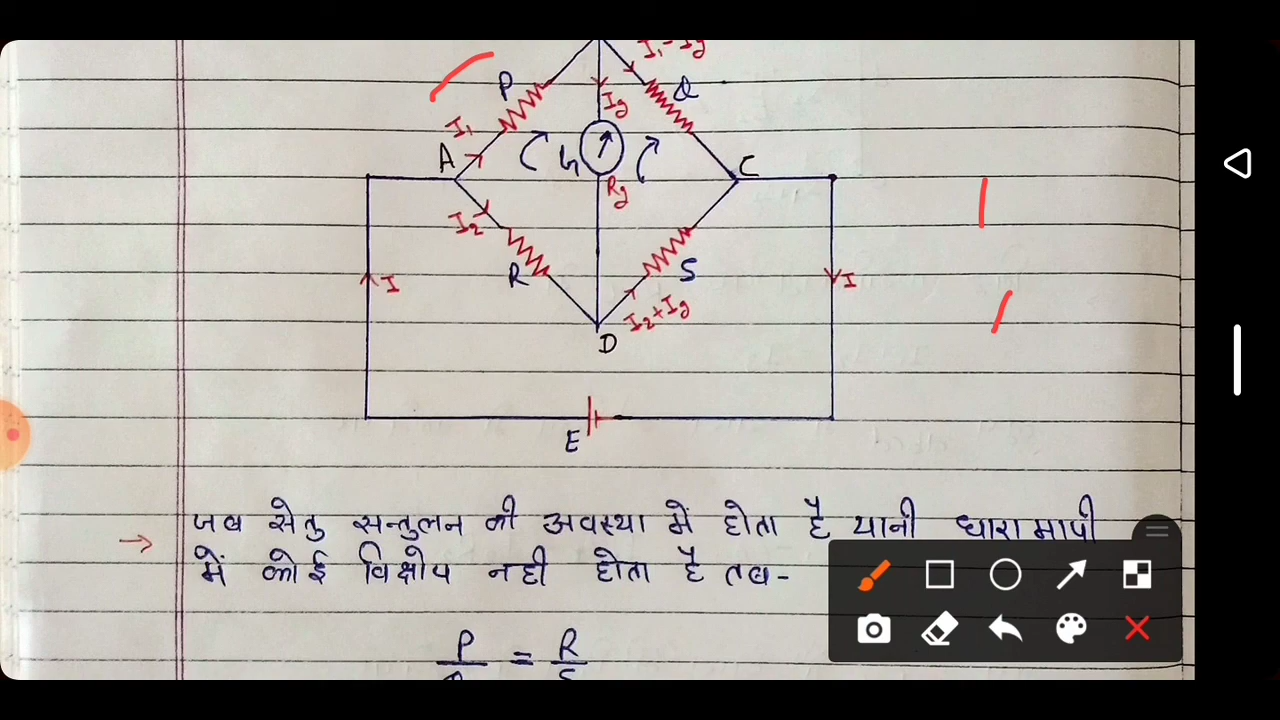 I₁-Ig
P
Q
I₁
Ig
A
G
C
Rg
I₂
R
S
I
I
I₂+Ig
D
E
जब सेतु सन्तुलन की अवस्था में होता है यानी धारामापी
में कोई विक्षेप नही होता है तब-
P = R